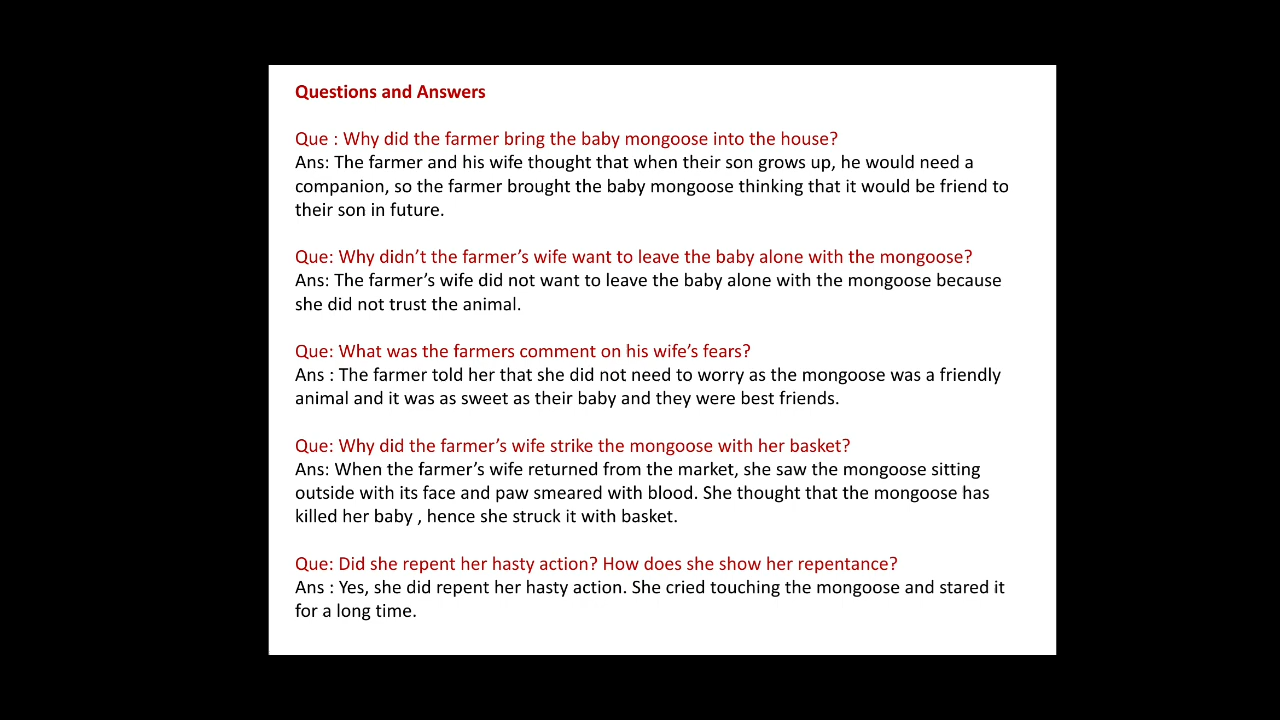 Questions and Answers
Que : Why did the farmer bring the baby mongoose into the house?
Ans: The farmer and his wife thought that when their son grows up, he would need a
companion, so the farmer brought the baby mongoose thinking that it would be friend to
their son in future.
Que: Why didn’t the farmer’s wife want to leave the baby alone with the mongoose?
Ans: The farmer’s wife did not want to leave the baby alone with the mongoose because
she did not trust the animal.
Que: What was the farmers comment on his wife’s fears?
Ans : The farmer told her that she did not need to worry as the mongoose was a friendly
animal and it was as sweet as their baby and they were best friends.
Que: Why did the farmer’s wife strike the mongoose with her basket?
Ans: When the farmer’s wife returned from the market, she saw the mongoose sitting
outside with its face and paw smeared with blood. She thought that the mongoose has
killed her baby , hence she struck it with basket.
Que: Did she repent her hasty action? How does she show her repentance?
Ans : Yes, she did repent her hasty action. She cried touching the mongoose and stared it
for a long time.